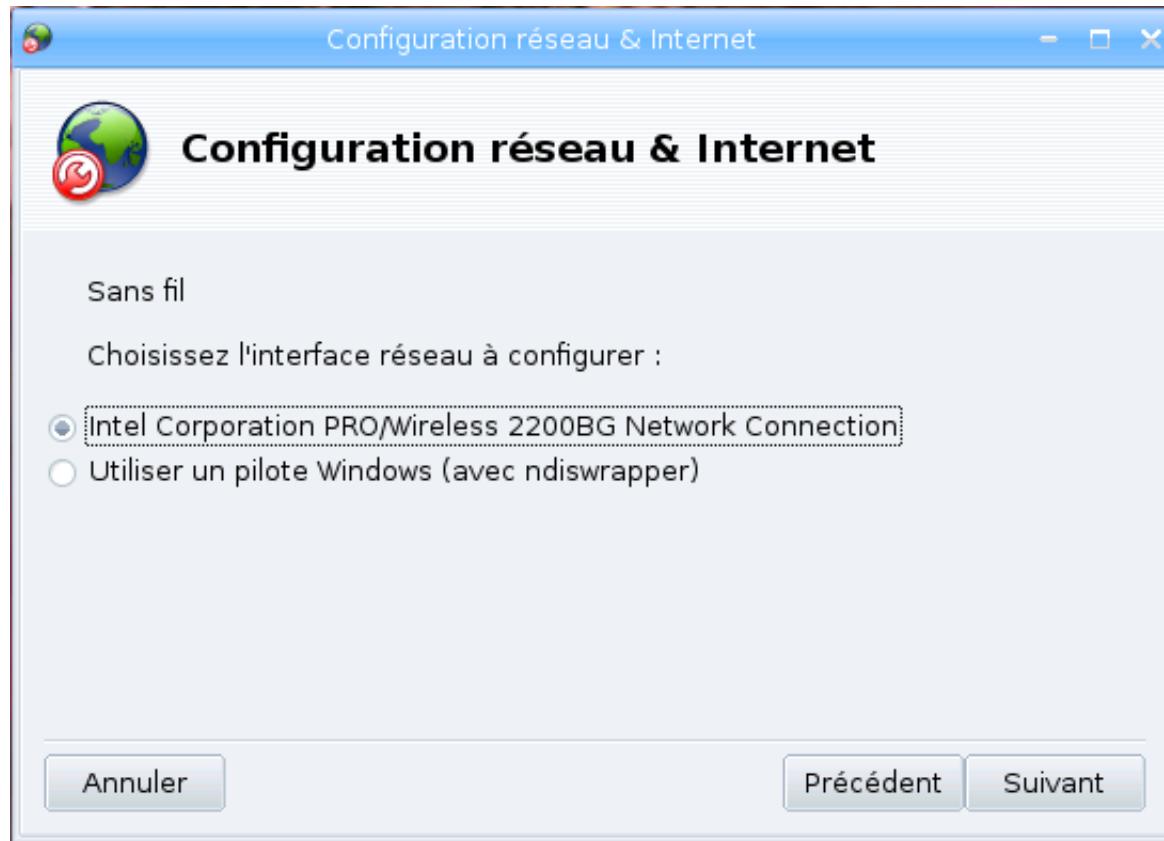 Configuration réseau & Internet
Configuration réseau & Internet
Sans fil
Choisissez l'interface réseau à configurer :
Intel Corporation PRO/Wireless 2200BG Network Connection
Utiliser un pilote Windows (avec ndiswrapper)
Annuler
Précédent
Suivant